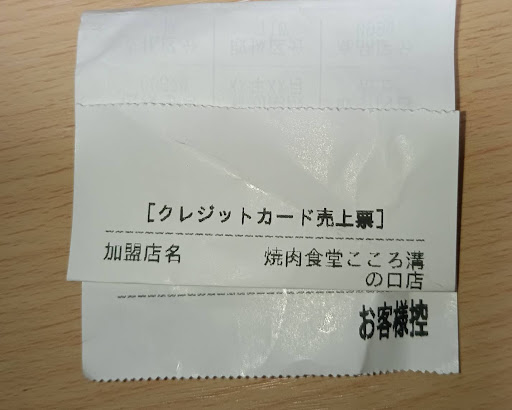 [クレジットカード売上票]
加盟店名 焼肉食堂こころ溝
の口店
お客様控